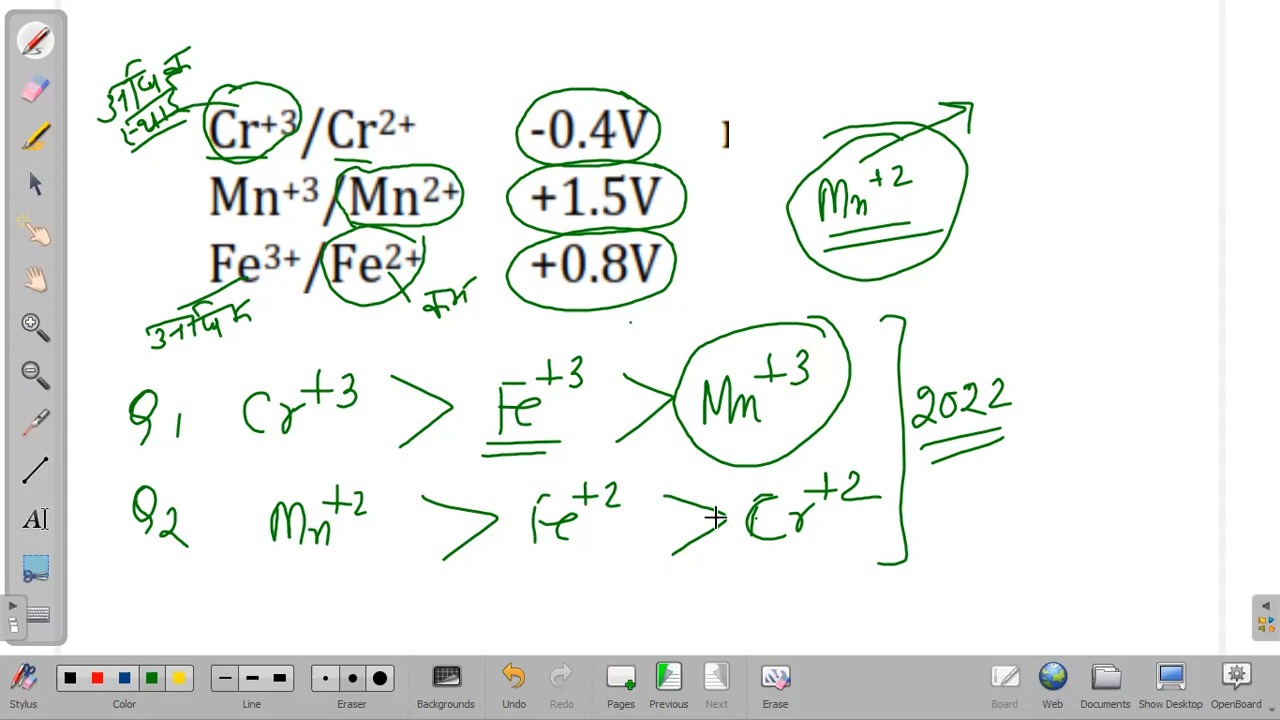 Cr+3/Cr2+ -0.4V
Mn+3/Mn2+ +1.5V
Fe3+/Fe2+ +0.8V
Mn+2
Q1 Cr+3 > Fe+3 > Mn+3
2022
Q2 Mn+2 > Fe+2 > Cr+2
Stylus
Color
Line
Eraser
Backgrounds
Undo
Redo
Pages
Previous
Next
Erase
Board
Web
Documents
Show Desktop
OpenBoard